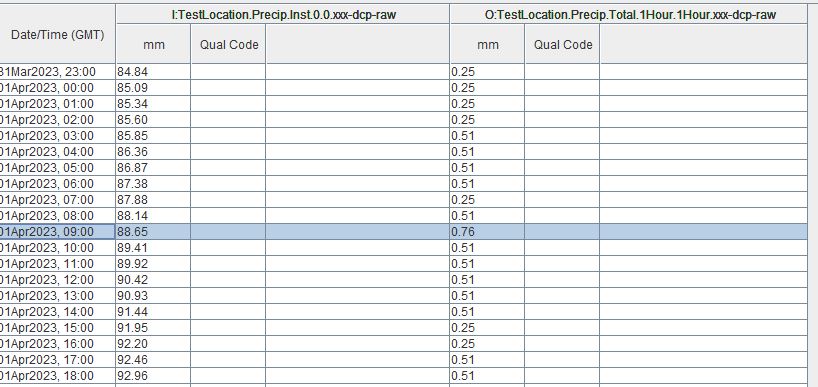 Date/Time (GMT) I:TestLocation.Precip.Inst.0.0.xxx-dcp-raw O:TestLocation.Precip.Total.1Hour.1Hour.xxx-dcp-raw
mm Qual Code mm Qual Code
31Mar2023, 23:00 84.84 0.25
01Apr2023, 00:00 85.09 0.25
01Apr2023, 01:00 85.34 0.25
01Apr2023, 02:00 85.60 0.25
01Apr2023, 03:00 85.85 0.51
01Apr2023, 04:00 86.36 0.51
01Apr2023, 05:00 86.87 0.51
01Apr2023, 06:00 87.38 0.51
01Apr2023, 07:00 87.88 0.25
01Apr2023, 08:00 88.14 0.51
01Apr2023, 09:00 88.65 0.76
01Apr2023, 10:00 89.41 0.51
01Apr2023, 11:00 89.92 0.51
01Apr2023, 12:00 90.42 0.51
01Apr2023, 13:00 90.93 0.51
01Apr2023, 14:00 91.44 0.51
01Apr2023, 15:00 91.95 0.25
01Apr2023, 16:00 92.20 0.25
01Apr2023, 17:00 92.46 0.51
01Apr2023, 18:00 92.96 0.51